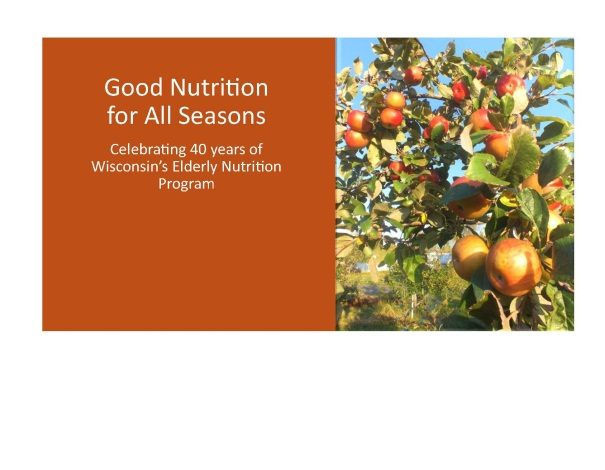 Good Nutrition
for All Seasons
Celebrating 40 years of
Wisconsin's Elderly Nutrition
Program